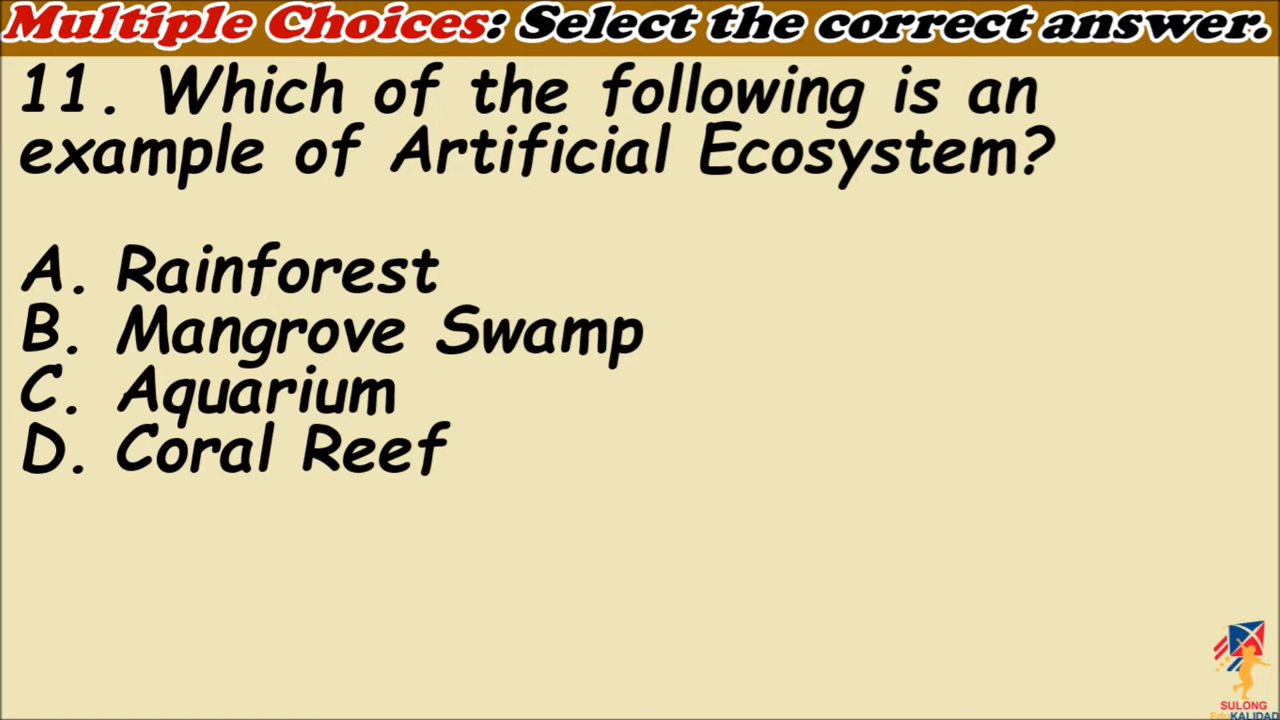 Multiple Choices: Select the correct answer.
11. Which of the following is an
example of Artificial Ecosystem?
A. Rainforest
B. Mangrove Swamp
C. Aquarium
D. Coral Reef
SULONG
EduKALIDAD